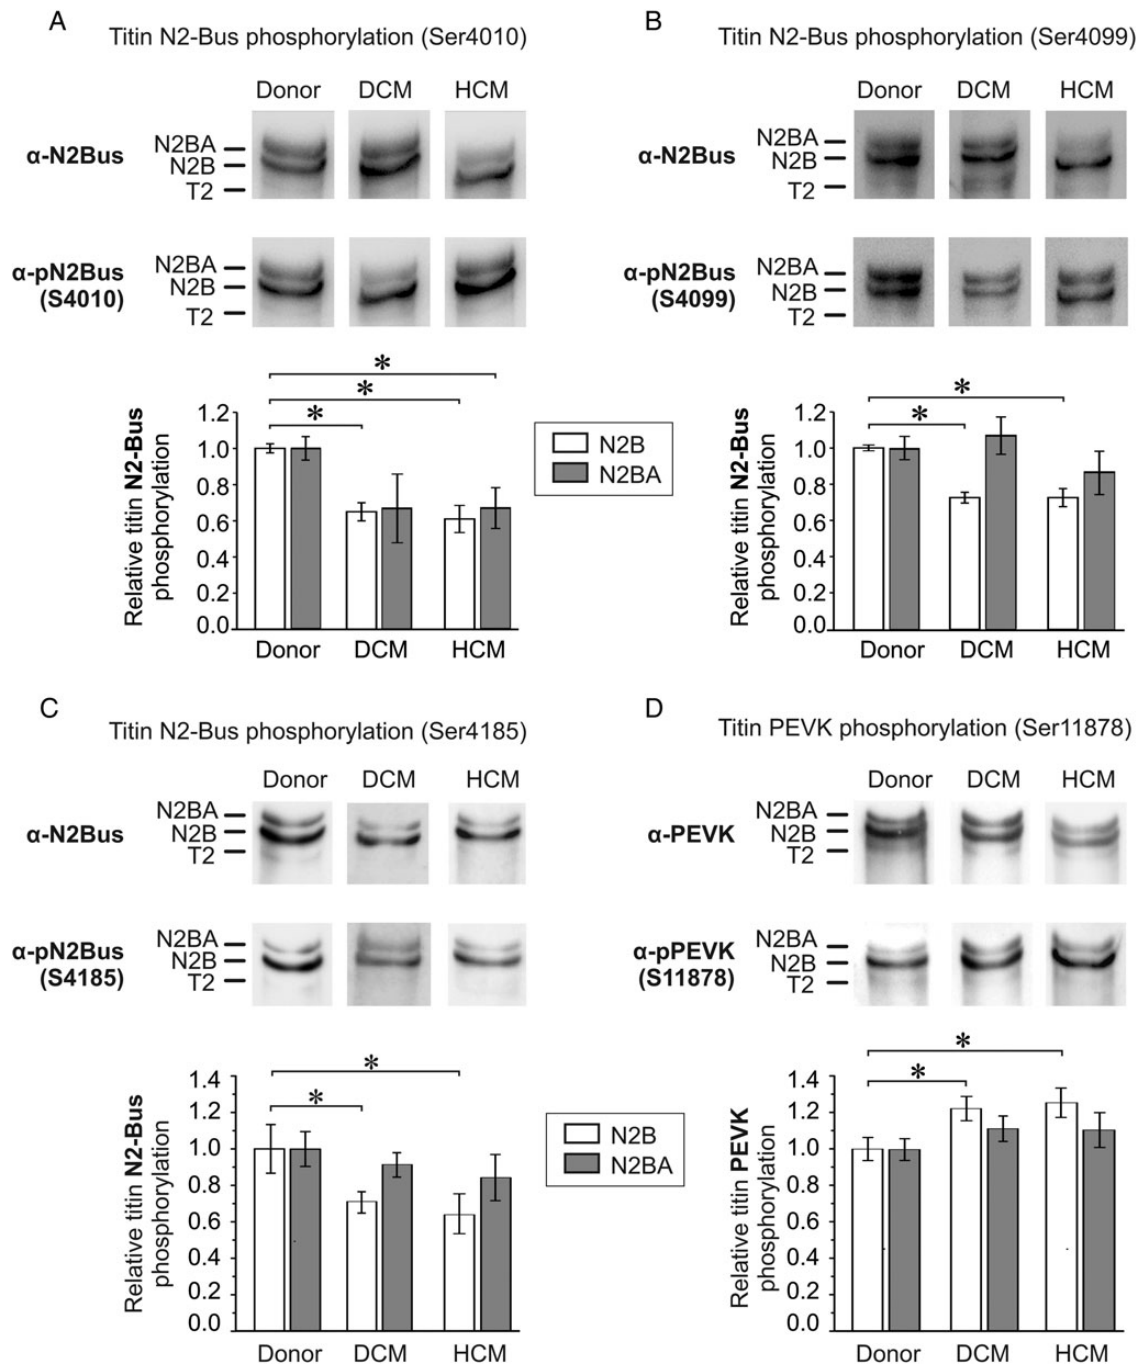 A
Titin N2-Bus phosphorylation (Ser4010)
Donor DCM HCM
α-N2Bus
N2BA
N2B
T2
α-pN2Bus
(S4010)
N2BA
N2B
T2
* * *
Relative titin N2-Bus
phosphorylation
1.2
1.0
0.8
0.6
0.4
0.2
0.0
Donor DCM HCM
N2B
N2BA
B
Titin N2-Bus phosphorylation (Ser4099)
Donor DCM HCM
α-N2Bus
N2BA
N2B
T2
α-pN2Bus
(S4099)
N2BA
N2B
T2
* *
Relative titin N2-Bus
phosphorylation
1.2
1.0
0.8
0.6
0.4
0.2
0.0
Donor DCM HCM
C
Titin N2-Bus phosphorylation (Ser4185)
Donor DCM HCM
α-N2Bus
N2BA
N2B
T2
α-pN2Bus
(S4185)
N2BA
N2B
T2
* *
Relative titin N2-Bus
phosphorylation
1.4
1.2
1.0
0.8
0.6
0.4
0.2
0.0
Donor DCM HCM
N2B
N2BA
D
Titin PEVK phosphorylation (Ser11878)
Donor DCM HCM
α-PEVK
N2BA
N2B
T2
α-pPEVK
(S11878)
N2BA
N2B
T2
* *
Relative titin PEVK
phosphorylation
1.4
1.2
1.0
0.8
0.6
0.4
0.2
0.0
Donor DCM HCM